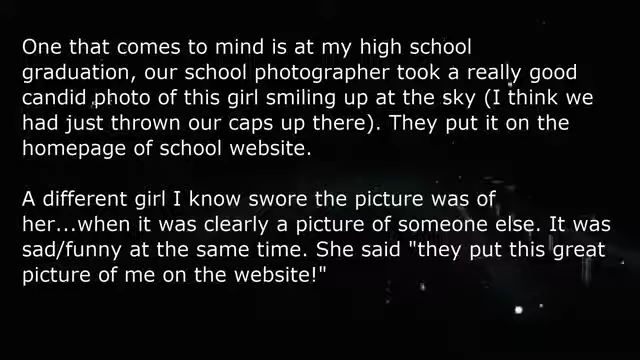 One that comes to mind is at my high school
graduation, our school photographer took a really good
candid photo of this girl smiling up at the sky (I think we
had just thrown our caps up there). They put it on the
homepage of school website.
A different girl I know swore the picture was of
her...when it was clearly a picture of someone else. It was
sad/funny at the same time. She said "they put this great
picture of me on the website!"